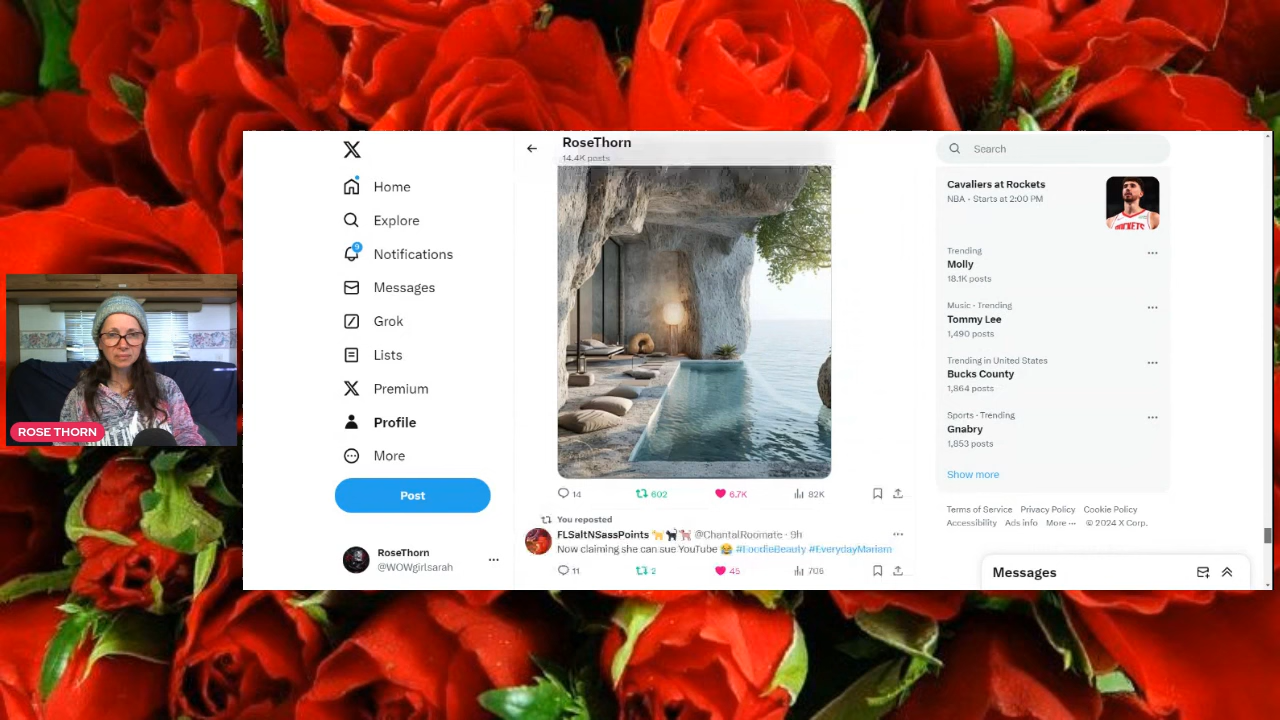 RoseThorn
14.4K posts
Search
Home
Explore
9
Notifications
Messages
Grok
Lists
Premium
Profile
More
Post
RoseThorn
@WOWgirlsarah
14
602
6.7K
82K
You reposted
FLSaltNSassPoints @ChantalRoomate · 9h
Now claiming she can sue YouTube 😂 #FoodieBeauty #EverydayMariam
11
2
45
706
Cavaliers at Rockets
NBA · Starts at 2:00 PM
ROCKETS
Trending
Molly
18.1K posts
Music · Trending
Tommy Lee
1,490 posts
Trending in United States
Bucks County
1,864 posts
Sports · Trending
Gnabry
1,853 posts
Show more
Terms of Service Privacy Policy Cookie Policy
Accessibility Ads info More ··· © 2024 X Corp.
Messages
ROSE THORN